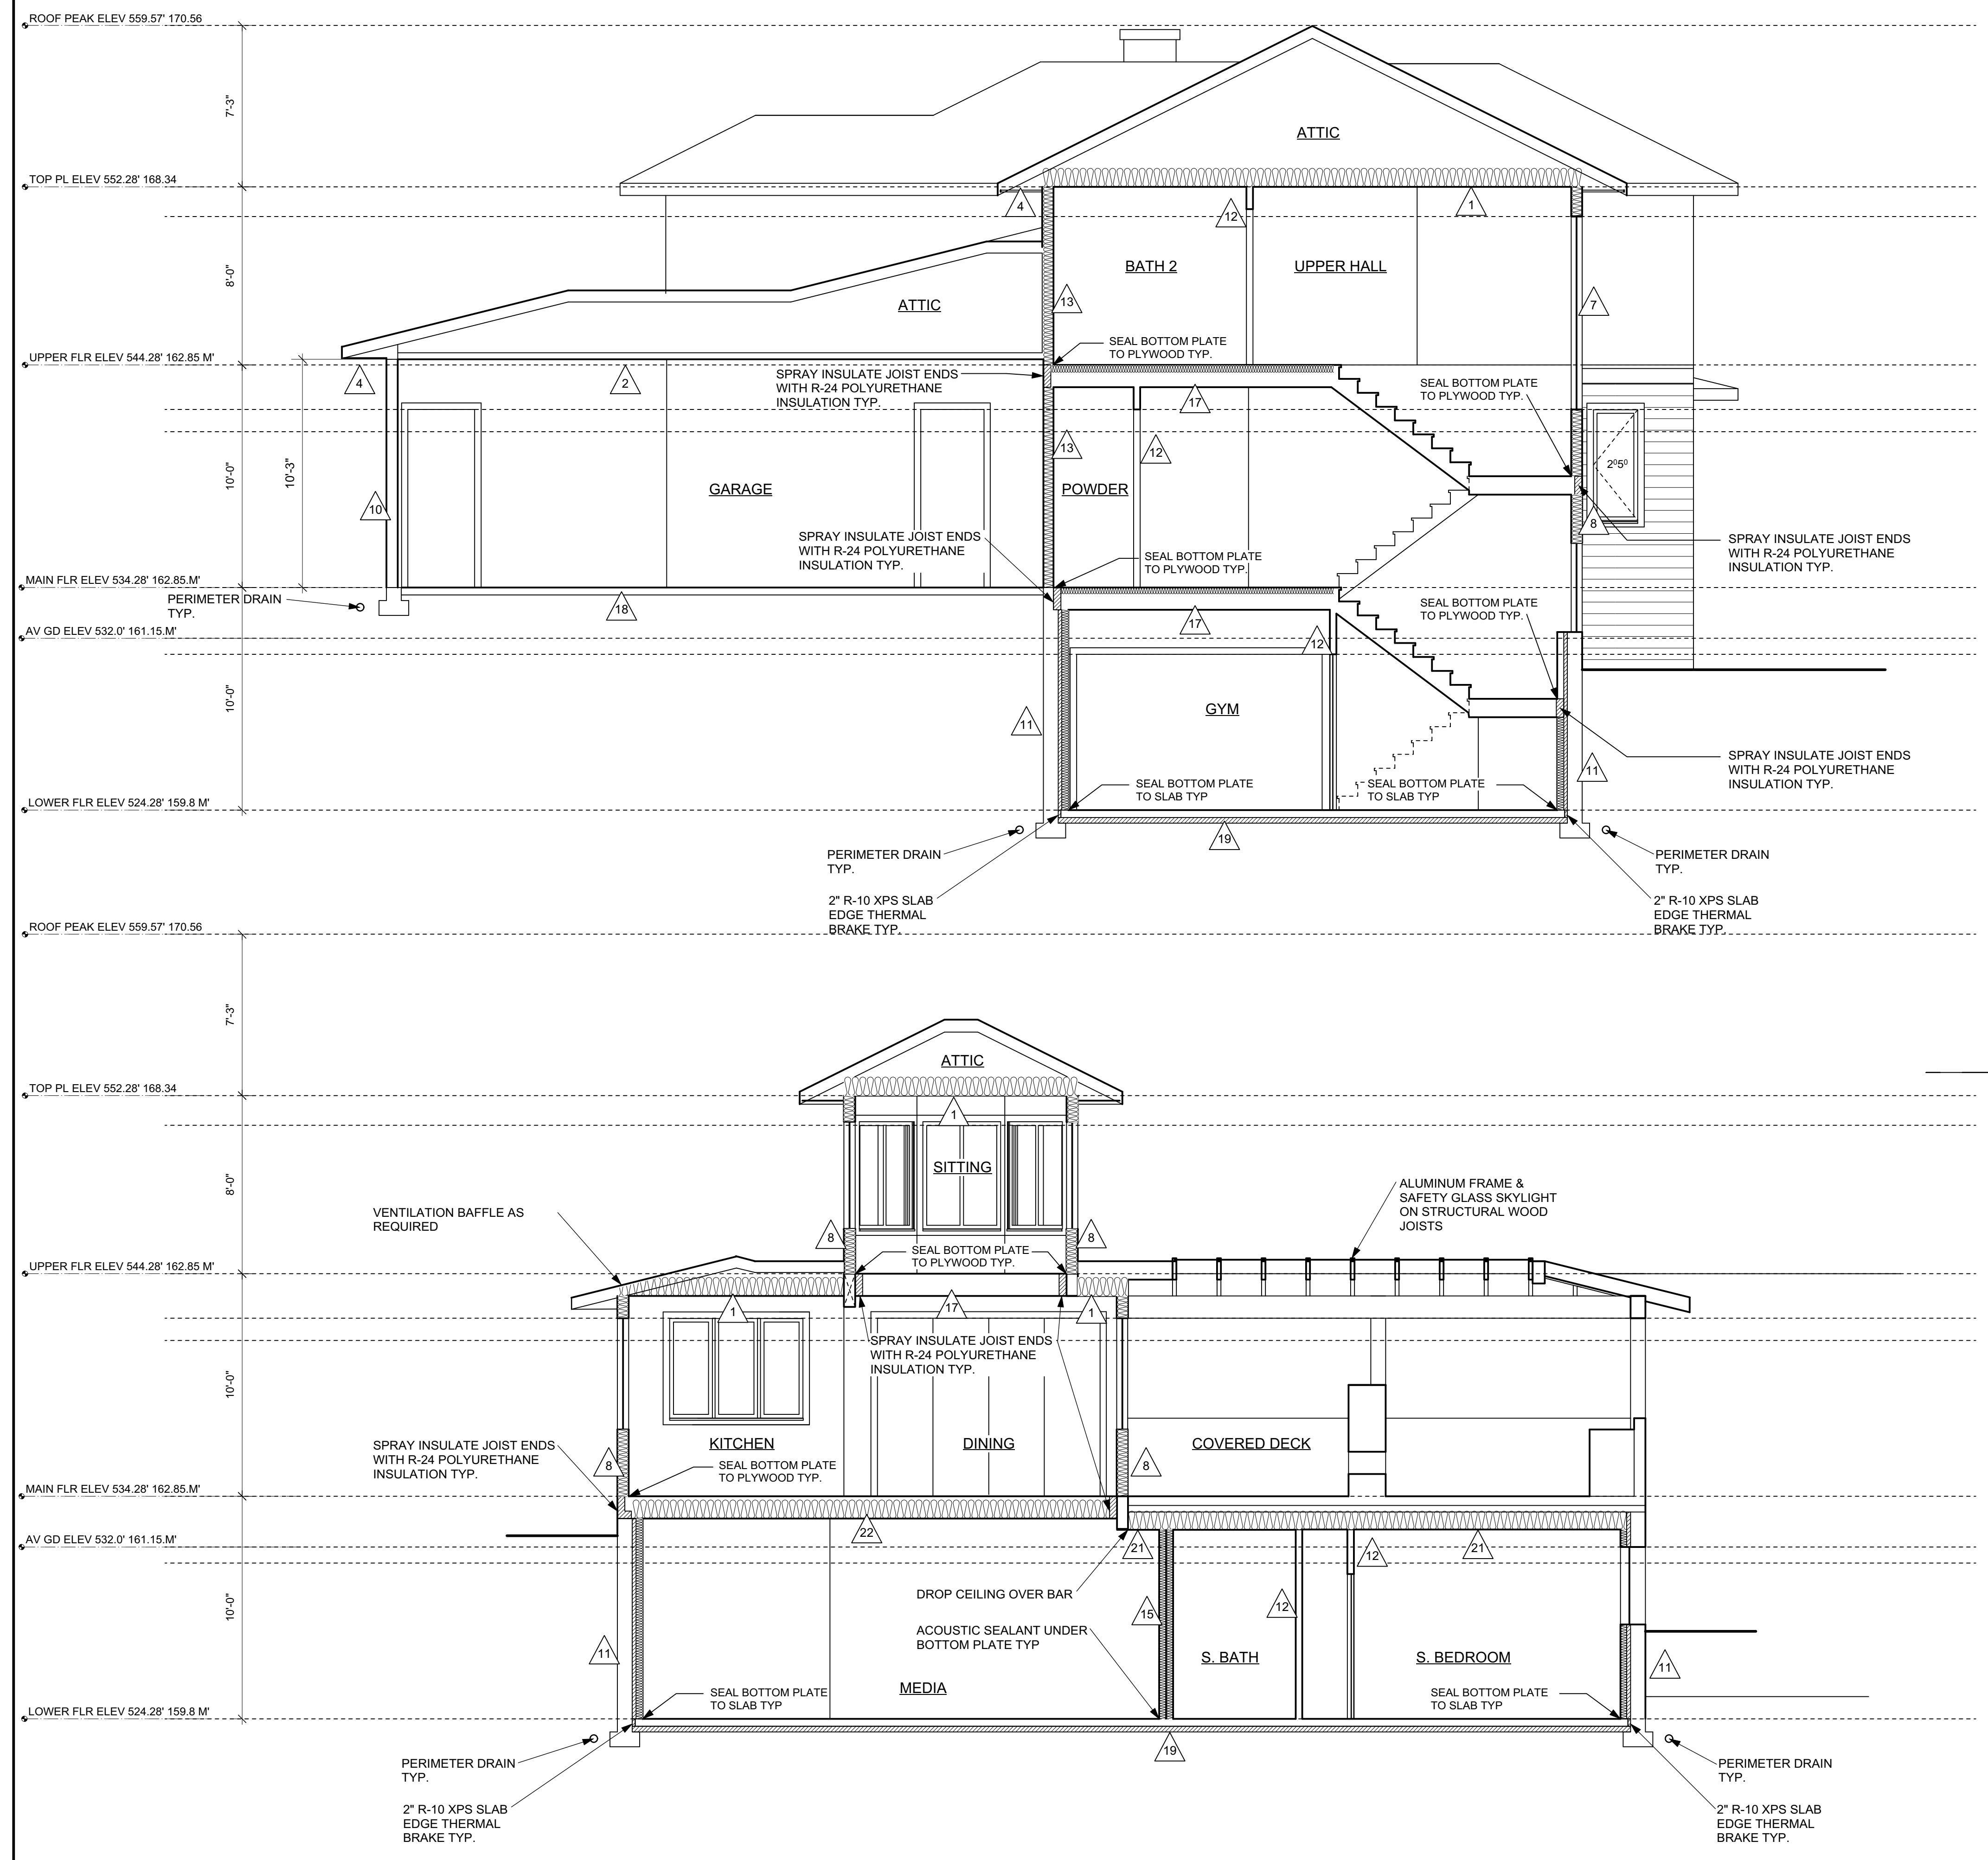 ROOF PEAK ELEV 559.57' 170.56
7'-3"
ATTIC
TOP PL ELEV 552.28' 168.34
4
12
1
8'-0"
BATH 2
UPPER HALL
ATTIC
13
7
SEAL BOTTOM PLATE
TO PLYWOOD TYP.
UPPER FLR ELEV 544.28' 162.85 M'
4
2
SPRAY INSULATE JOIST ENDS
WITH R-24 POLYURETHANE
INSULATION TYP.
17
SEAL BOTTOM PLATE
TO PLYWOOD TYP.
13
12
2⁰5⁰
10'-0"
10'-3"
GARAGE
POWDER
10
8
SPRAY INSULATE JOIST ENDS
WITH R-24 POLYURETHANE
INSULATION TYP.
SEAL BOTTOM PLATE
TO PLYWOOD TYP.
SPRAY INSULATE JOIST ENDS
WITH R-24 POLYURETHANE
INSULATION TYP.
MAIN FLR ELEV 534.28' 162.85.M'
PERIMETER DRAIN
TYP.
18
17
SEAL BOTTOM PLATE
TO PLYWOOD TYP.
AV GD ELEV 532.0' 161.15.M'
12
10'-0"
GYM
11
SPRAY INSULATE JOIST ENDS
WITH R-24 POLYURETHANE
INSULATION TYP.
11
SEAL BOTTOM PLATE
TO SLAB TYP
SEAL BOTTOM PLATE
TO SLAB TYP
LOWER FLR ELEV 524.28' 159.8 M'
19
PERIMETER DRAIN
TYP.
PERIMETER DRAIN
TYP.
2" R-10 XPS SLAB
EDGE THERMAL
BRAKE TYP.
2" R-10 XPS SLAB
EDGE THERMAL
BRAKE TYP.
ROOF PEAK ELEV 559.57' 170.56
7'-3"
ATTIC
TOP PL ELEV 552.28' 168.34
1
8'-0"
SITTING
ALUMINUM FRAME &
SAFETY GLASS SKYLIGHT
ON STRUCTURAL WOOD
JOISTS
VENTILATION BAFFLE AS
REQUIRED
8
8
SEAL BOTTOM PLATE
TO PLYWOOD TYP.
UPPER FLR ELEV 544.28' 162.85 M'
1
17
1
SPRAY INSULATE JOIST ENDS
WITH R-24 POLYURETHANE
INSULATION TYP.
10'-0"
KITCHEN
DINING
COVERED DECK
SPRAY INSULATE JOIST ENDS
WITH R-24 POLYURETHANE
INSULATION TYP.
8
SEAL BOTTOM PLATE
TO PLYWOOD TYP.
8
MAIN FLR ELEV 534.28' 162.85.M'
22
AV GD ELEV 532.0' 161.15.M'
21
12
21
DROP CEILING OVER BAR
10'-0"
15
12
ACOUSTIC SEALANT UNDER
BOTTOM PLATE TYP
11
S. BATH
S. BEDROOM
11
MEDIA
SEAL BOTTOM PLATE
TO SLAB TYP
SEAL BOTTOM PLATE
TO SLAB TYP
LOWER FLR ELEV 524.28' 159.8 M'
19
PERIMETER DRAIN
TYP.
PERIMETER DRAIN
TYP.
2" R-10 XPS SLAB
EDGE THERMAL
BRAKE TYP.
2" R-10 XPS SLAB
EDGE THERMAL
BRAKE TYP.